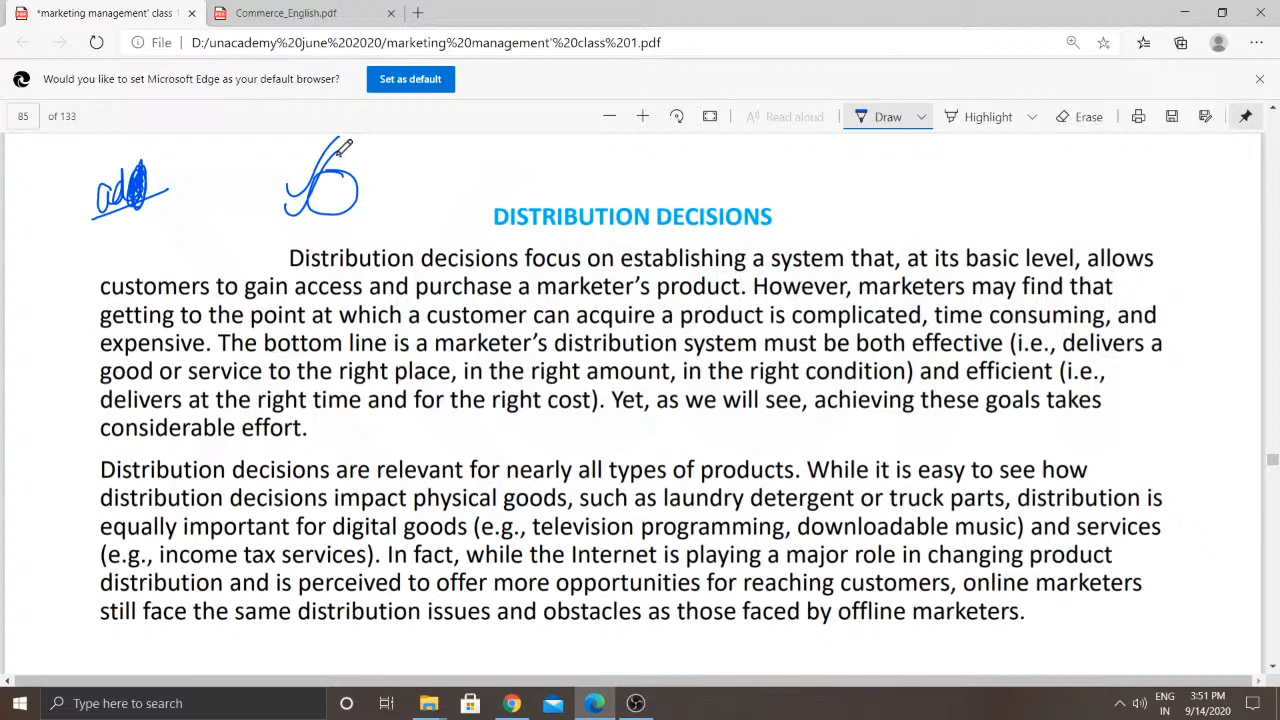 *marketing management' class
Commerce_English.pdf
File
D:/unacademy%20june%202020/marketing%20management'%20class%201.pdf
Would you like to set Microsoft Edge as your default browser?
Set as default
85 of 133
Read aloud
Draw
Highlight
Erase
DISTRIBUTION DECISIONS
Distribution decisions focus on establishing a system that, at its basic level, allows
customers to gain access and purchase a marketer’s product. However, marketers may find that
getting to the point at which a customer can acquire a product is complicated, time consuming, and
expensive. The bottom line is a marketer’s distribution system must be both effective (i.e., delivers a
good or service to the right place, in the right amount, in the right condition) and efficient (i.e.,
delivers at the right time and for the right cost). Yet, as we will see, achieving these goals takes
considerable effort.
Distribution decisions are relevant for nearly all types of products. While it is easy to see how
distribution decisions impact physical goods, such as laundry detergent or truck parts, distribution is
equally important for digital goods (e.g., television programming, downloadable music) and services
(e.g., income tax services). In fact, while the Internet is playing a major role in changing product
distribution and is perceived to offer more opportunities for reaching customers, online marketers
still face the same distribution issues and obstacles as those faced by offline marketers.
Type here to search
ENG
IN
3:51 PM
9/14/2020